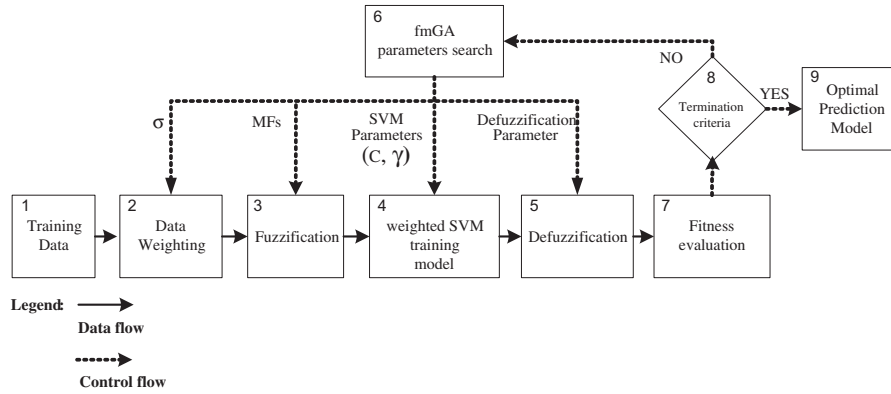 6
fmGA
parameters search
NO
8
Termination
criteria
YES
9
Optimal
Prediction
Model
σ
MFs
SVM
Parameters
(C, γ)
Defuzzification
Parameter
1
Training
Data
2
Data
Weighting
3
Fuzzification
4
weighted SVM
training
model
5
Defuzzification
7
Fitness
evaluation
Legend:
Data flow
Control flow